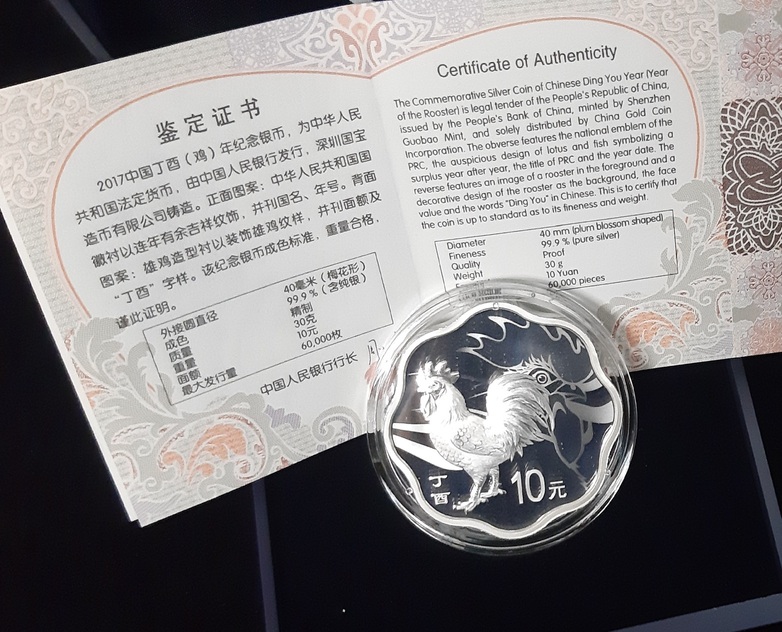 鉴定证书
2017中国丁酉（鸡）年纪念银币，为中华人民
共和国法定货币，由中国人民银行发行，深圳国宝
造币有限公司铸造。正面图案：中华人民共和国国
徽衬以连年有余吉祥纹饰，并刊国名、年号。背面
图案：雄鸡造型衬以装饰雄鸡纹样，并刊面额及
“丁酉”字样。该纪念银币成色标准，重量合格，
谨此证明。
外接圆直径 40毫米（梅花形）
成色 99.9％（含纯银）
质量 精制
重量 30克
面额 10元
最大发行量 60,000枚
中国人民银行行长
Certificate of Authenticity
The Commemorative Silver Coin of Chinese Ding You Year (Year
of the Rooster) is legal tender of the People's Republic of China,
issued by the People's Bank of China, minted by Shenzhen
Guobao Mint, and solely distributed by China Gold Coin
Incorporation. The obverse features the national emblem of the
PRC, the auspicious design of lotus and fish symbolizing a
surplus year after year, the title of PRC and the year date. The
reverse features an image of a rooster in the foreground and a
decorative design of the rooster as the background, the face
value and the words "Ding You" in Chinese. This is to certify that
the coin is up to standard as to its fineness and weight.
Diameter 40 mm (plum blossom shaped)
Fineness 99.9 % (pure silver)
Quality Proof
Weight 30 g
10 Yuan
60,000 pieces
丁
酉
10元